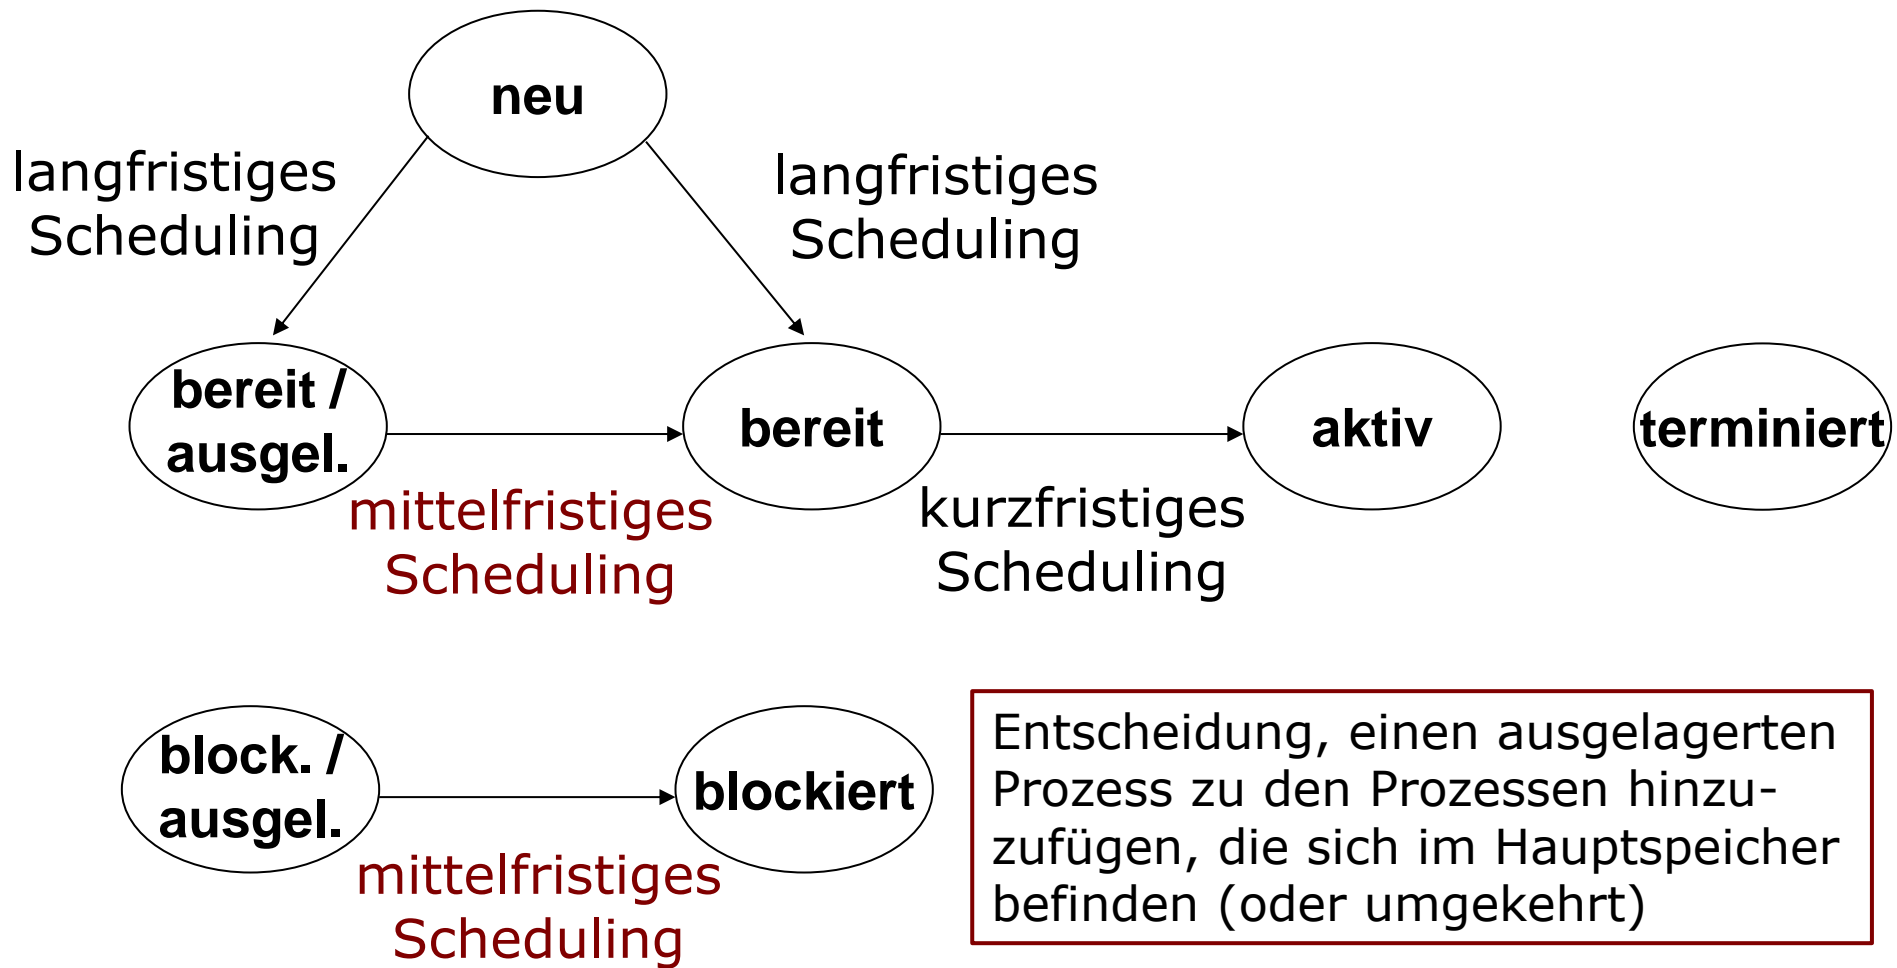 neu
langfristiges
Scheduling
langfristiges
Scheduling
bereit /
ausgel.
bereit
aktiv
terminiert
mittelfristiges
Scheduling
kurzfristiges
Scheduling
block. /
ausgel.
blockiert
mittelfristiges
Scheduling
Entscheidung, einen ausgelagerten
Prozess zu den Prozessen hinzu-
zufügen, die sich im Hauptspeicher
befinden (oder umgekehrt)